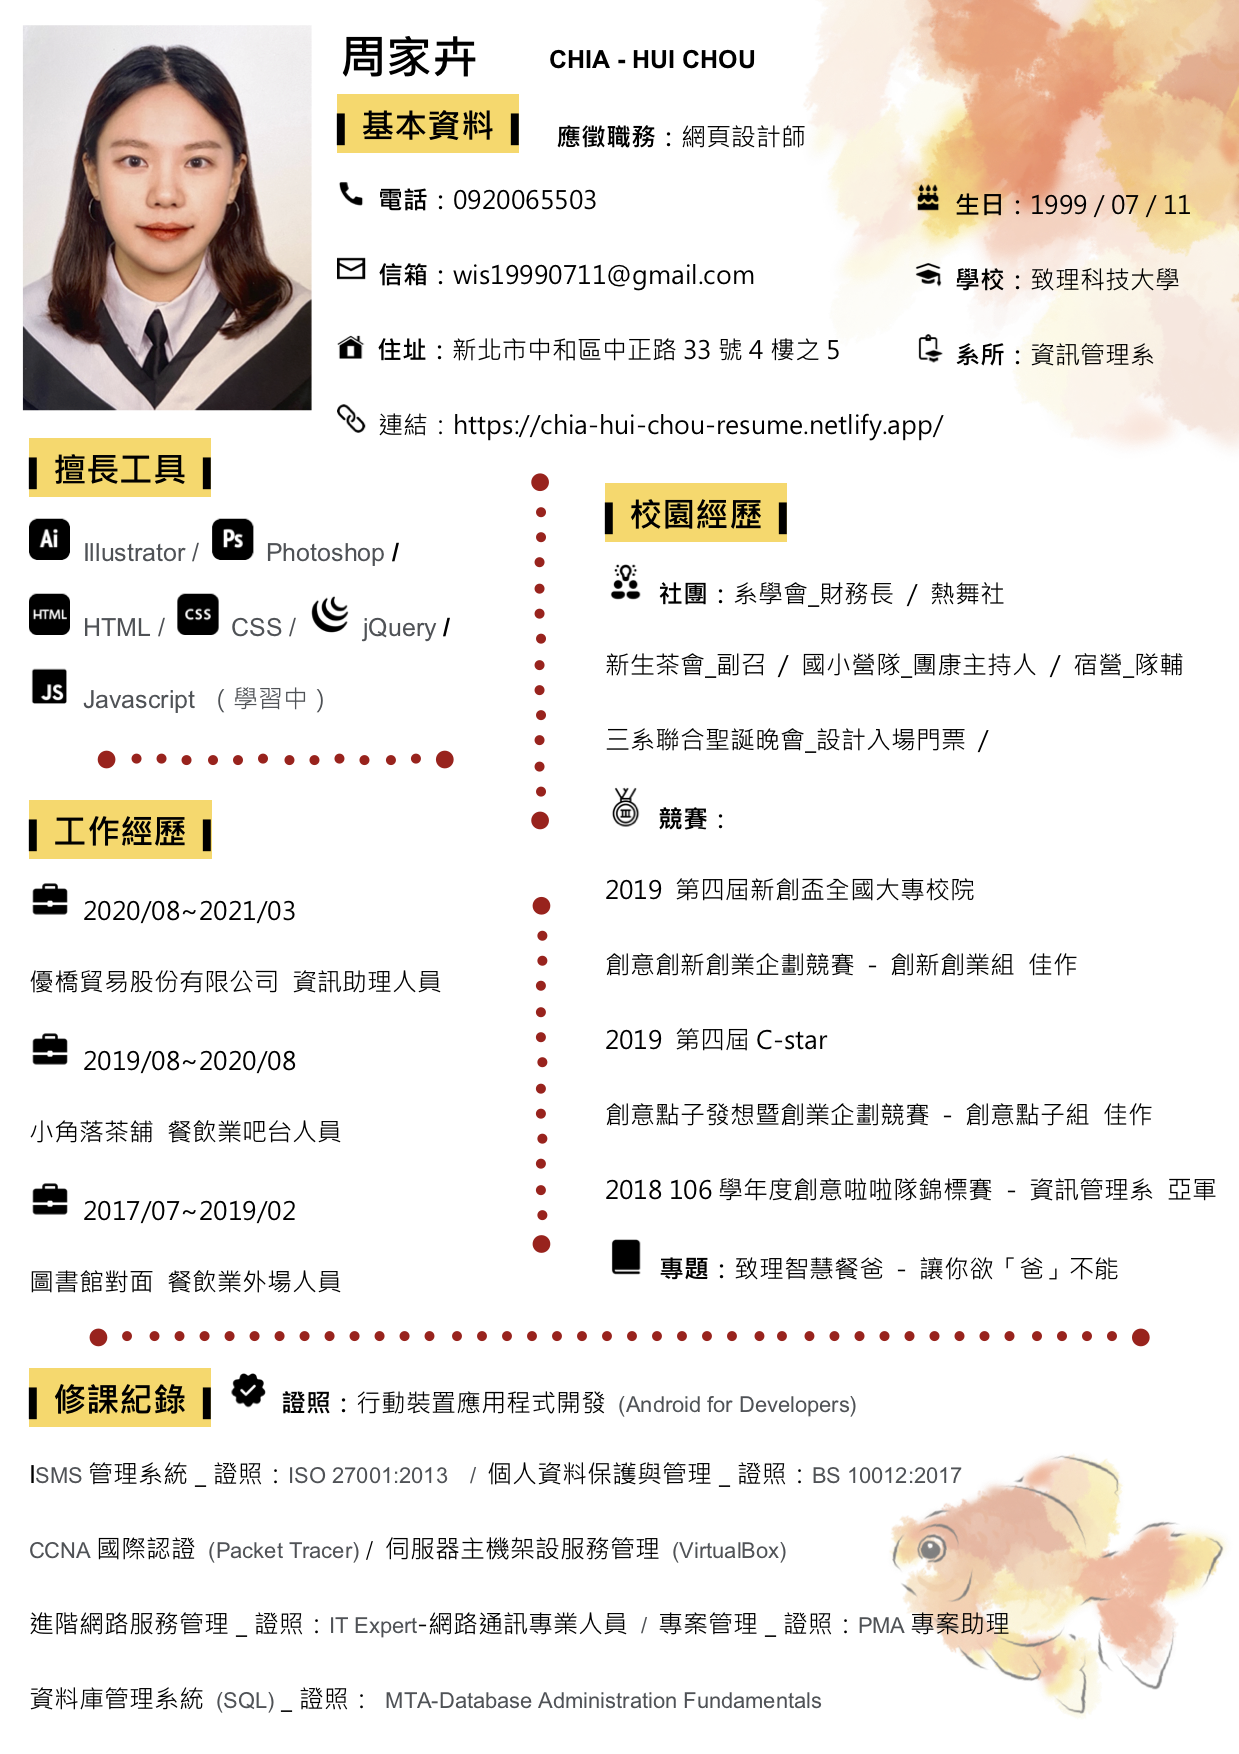 周家卉 CHIA - HUI CHOU
基本資料 應徵職務：網頁設計師
電話：0920065503
生日：1999 / 07 / 11
信箱：wis19990711@gmail.com
學校：致理科技大學
住址：新北市中和區中正路 33 號 4 樓之 5
系所：資訊管理系
連結：https://chia-hui-chou-resume.netlify.app/
擅長工具
Ai Illustrator / Ps Photoshop /
HTML HTML / CSS CSS / jQuery /
JS Javascript （學習中）
工作經歷
2020/08~2021/03
優橋貿易股份有限公司 資訊助理人員
2019/08~2020/08
小角落茶舖 餐飲業吧台人員
2017/07~2019/02
圖書館對面 餐飲業外場人員
校園經歷
社團：系學會_財務長 / 熱舞社
新生茶會_副召 / 國小營隊_團康主持人 / 宿營_隊輔
三系聯合聖誕晚會_設計入場門票 /
競賽：
2019 第四屆新創盃全國大專校院
創意創新創業企劃競賽 - 創新創業組 佳作
2019 第四屆 C-star
創意點子發想暨創業企劃競賽 - 創意點子組 佳作
2018 106 學年度創意啦啦隊錦標賽 - 資訊管理系 亞軍
專題：致理智慧餐爸 - 讓你欲「爸」不能
修課紀錄 證照：行動裝置應用程式開發 (Android for Developers)
ISMS 管理系統 _ 證照：ISO 27001:2013 / 個人資料保護與管理 _ 證照：BS 10012:2017
CCNA 國際認證 (Packet Tracer) / 伺服器主機架設服務管理 (VirtualBox)
進階網路服務管理 _ 證照：IT Expert-網路通訊專業人員 / 專案管理 _ 證照：PMA 專案助理
資料庫管理系統 (SQL) _ 證照： MTA-Database Administration Fundamentals